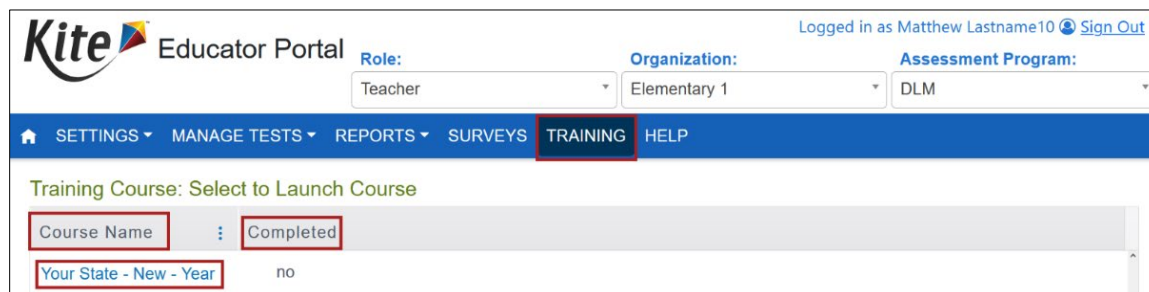 Logged in as Matthew Lastname10 Sign Out
Kite Educator Portal
Role: Organization: Assessment Program:
Teacher Elementary 1 DLM
SETTINGS MANAGE TESTS REPORTS SURVEYS TRAINING HELP
Training Course: Select to Launch Course
Course Name Completed
Your State - New - Year no